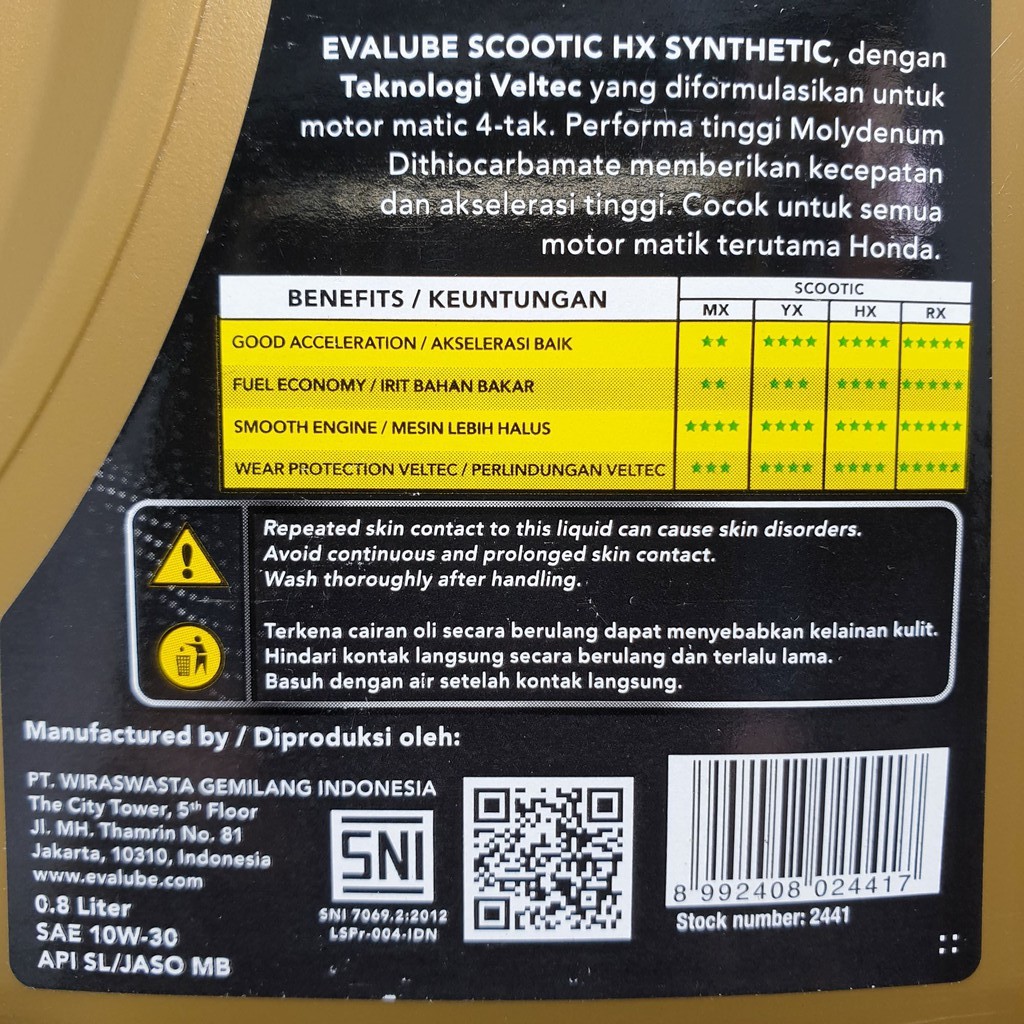 EVALUBE SCOOTIC HX SYNTHETIC, dengan
Teknologi Veltec yang diformulasikan untuk
motor matic 4-tak. Performa tinggi Molydenum
Dithiocarbamate memberikan kecepatan
dan akselerasi tinggi. Cocok untuk semua
motor matik terutama Honda.
BENEFITS / KEUNTUNGAN
SCOOTIC
MX YX HX RX
GOOD ACCELERATION / AKSELERASI BAIK ★★ ★★★★ ★★★★ ★★★★★
FUEL ECONOMY / IRIT BAHAN BAKAR ★★ ★★★ ★★★★ ★★★★★
SMOOTH ENGINE / MESIN LEBIH HALUS ★★★★ ★★★★ ★★★★ ★★★★★
WEAR PROTECTION VELTEC / PERLINDUNGAN VELTEC ★★★ ★★★★ ★★★★ ★★★★★
Repeated skin contact to this liquid can cause skin disorders.
Avoid continuous and prolonged skin contact.
Wash thoroughly after handling.
Terkena cairan oli secara berulang dapat menyebabkan kelainan kulit.
Hindari kontak langsung secara berulang dan terlalu lama.
Basuh dengan air setelah kontak langsung.
Manufactured by / Diproduksi oleh:
PT. WIRASWASTA GEMILANG INDONESIA
The City Tower, 5th Floor
Jl. MH. Thamrin No. 81
Jakarta, 10310, Indonesia
www.evalube.com
0.8 Liter
SAE 10W-30
API SL/JASO MB
SNI
SNI 7069.2:2012
LSPr-004-IDN
8 992408 024417
Stock number: 2441